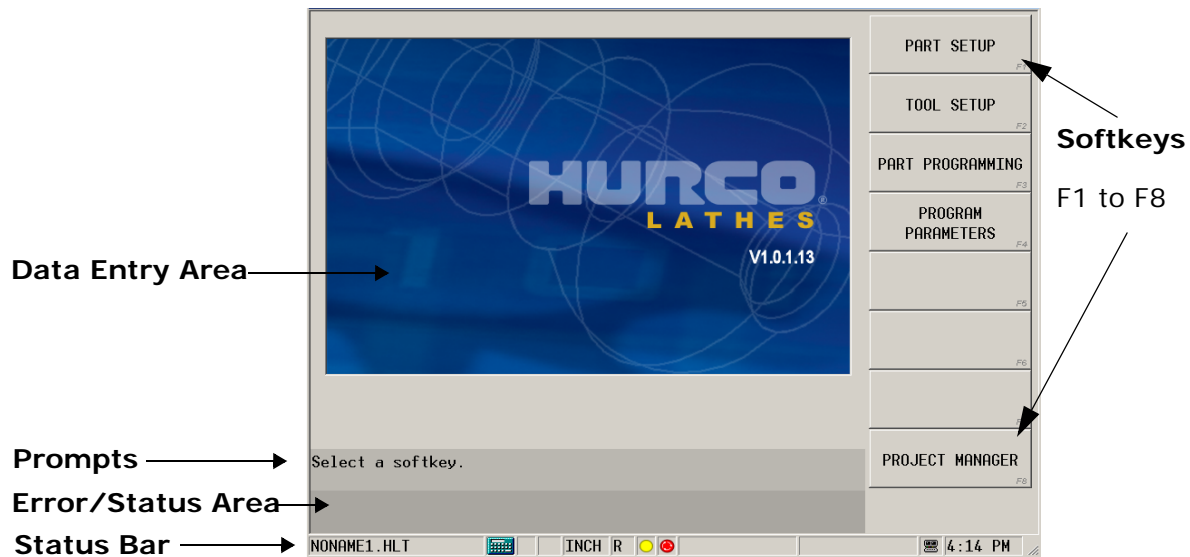 PART SETUP
F1
TOOL SETUP
F2
Softkeys
PART PROGRAMMING
F3
F1 to F8
HURCO®
LATHES
V1.0.1.13
PROGRAM
PARAMETERS
F4
Data Entry Area
F5
F6
Prompts
Select a softkey.
PROJECT MANAGER
F8
Error/Status Area
Status Bar
NONAME1.HLT INCH R 4:14 PM